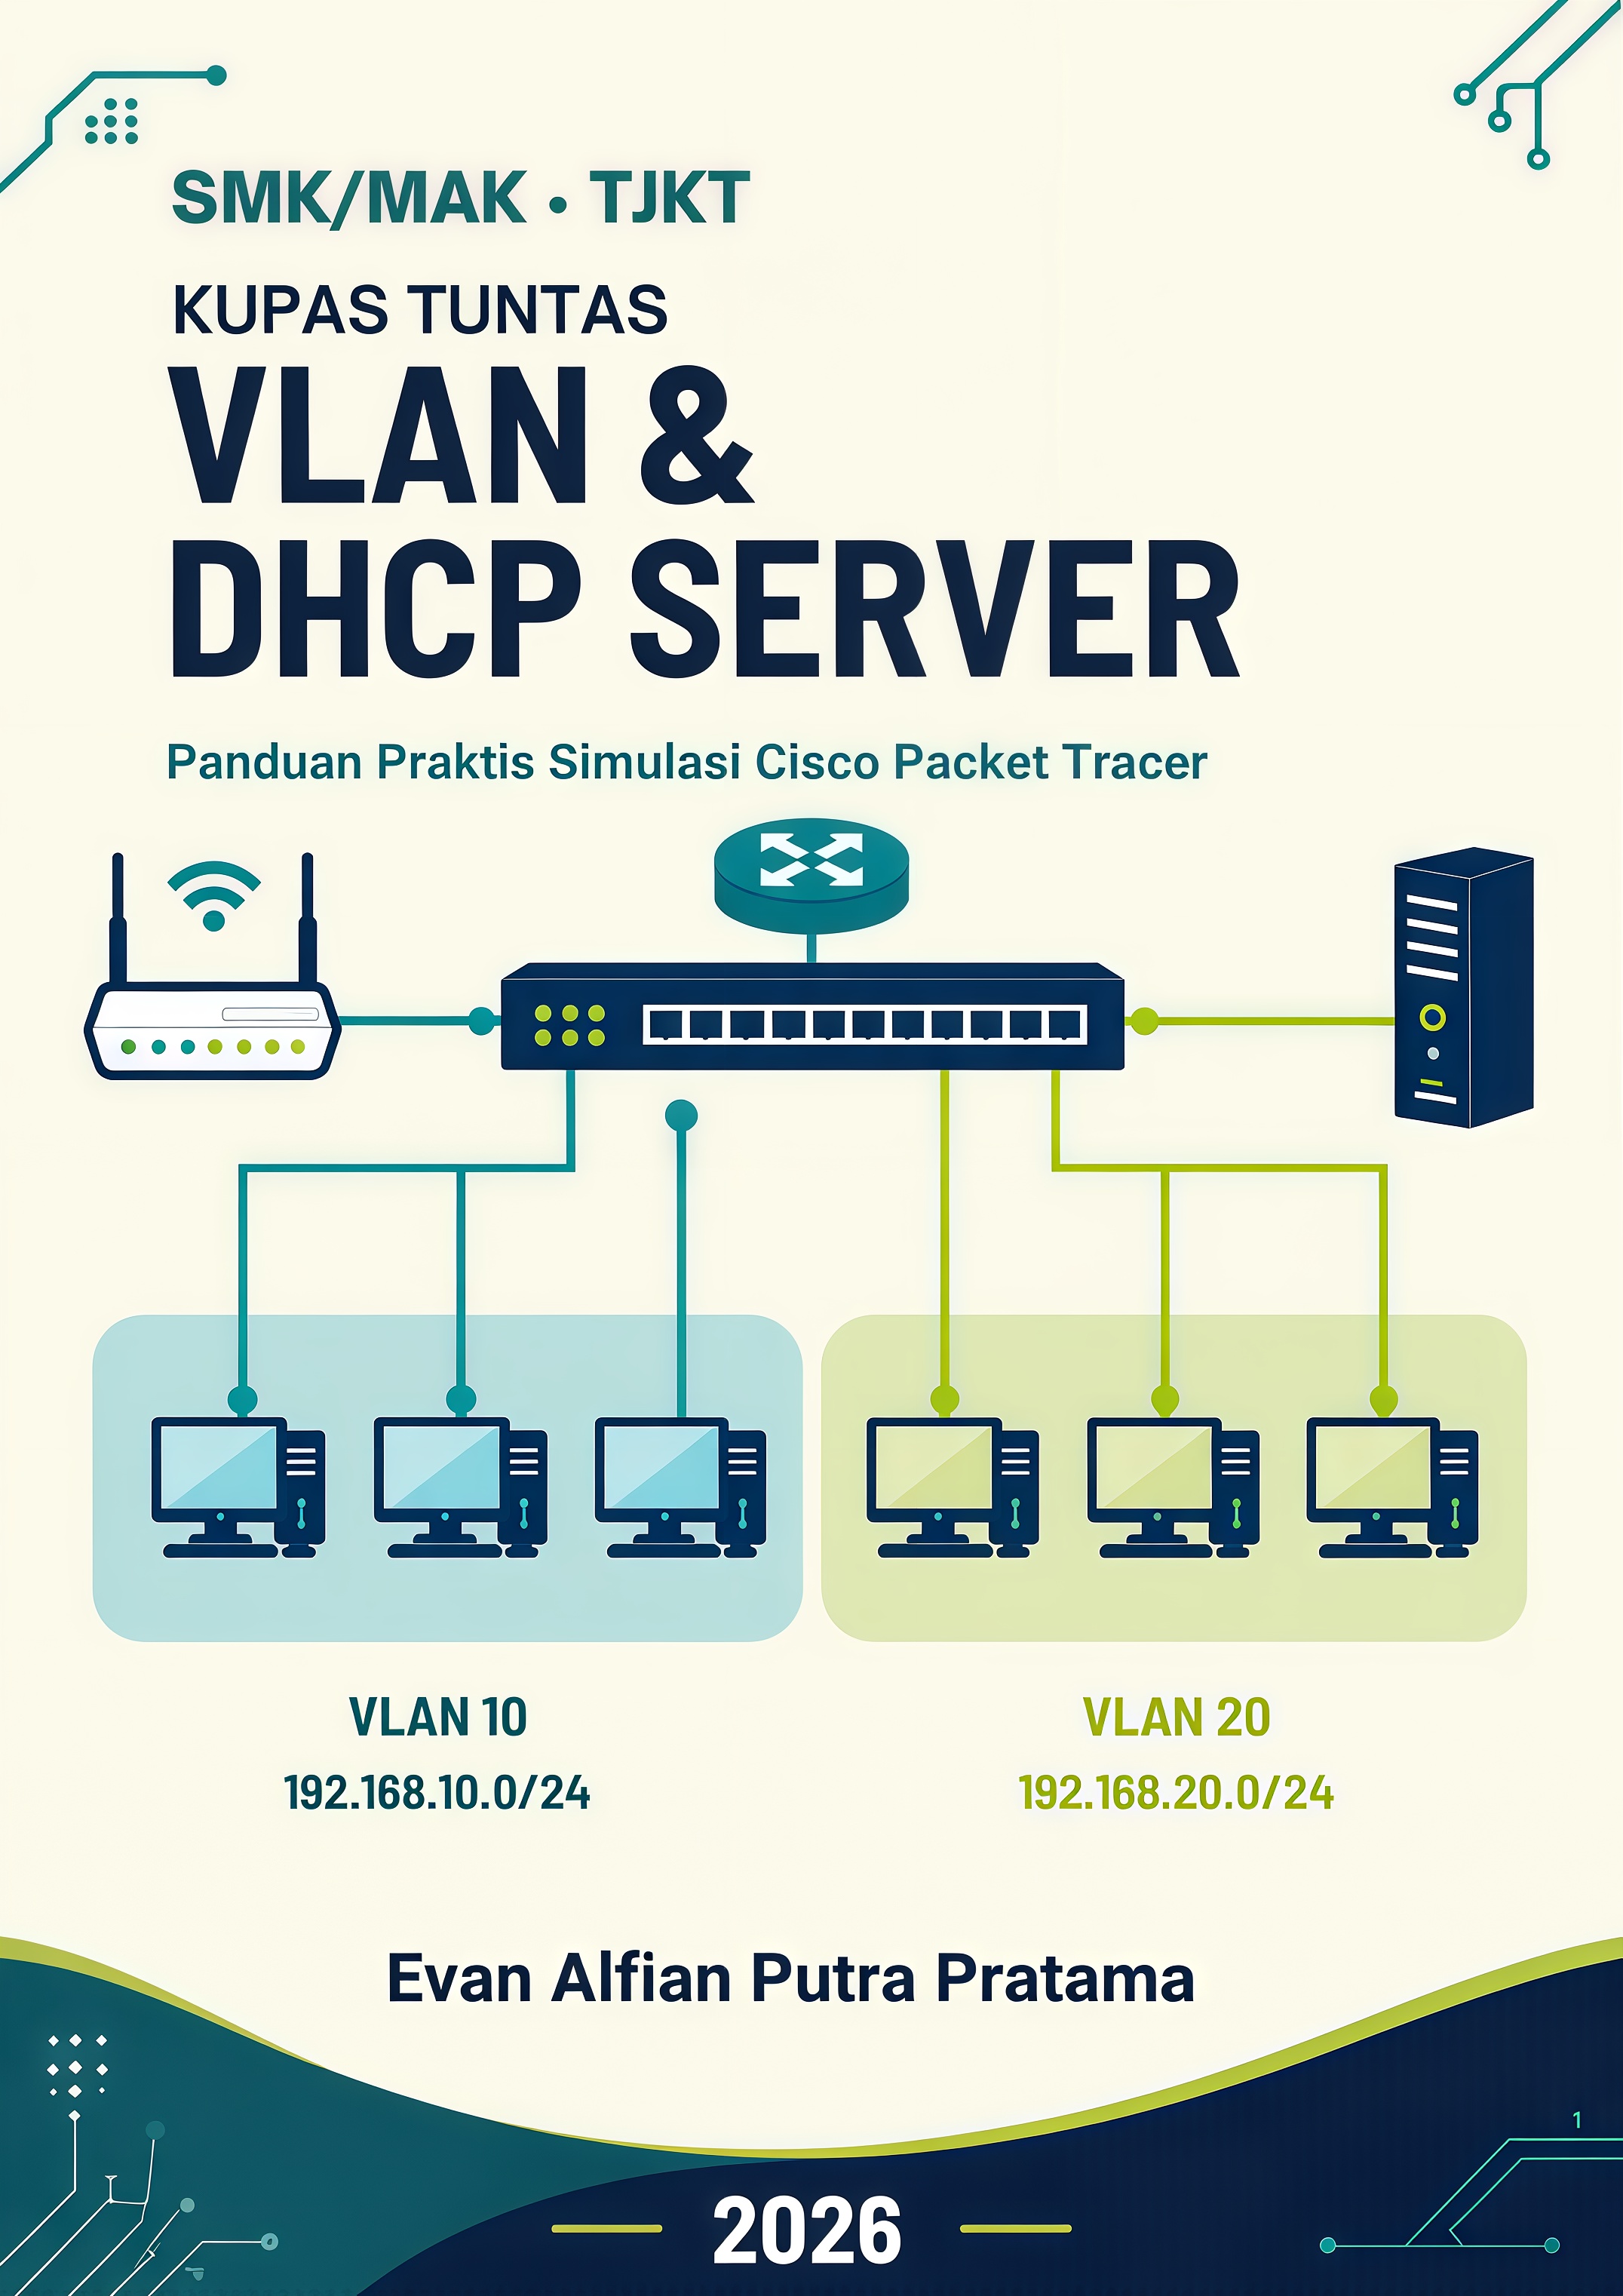 SMK/MAK • TJKT
KUPAS TUNTAS
VLAN &
DHCP SERVER
Panduan Praktis Simulasi Cisco Packet Tracer
VLAN 10
192.168.10.0/24
VLAN 20
192.168.20.0/24
Evan Alfian Putra Pratama
1
2026